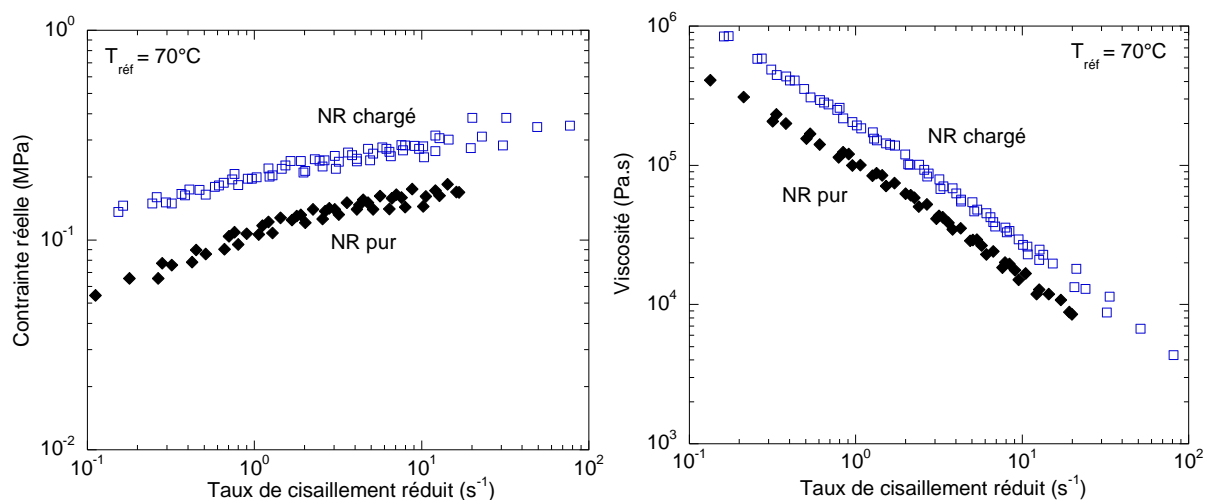 T_réf = 70°C
NR chargé
NR pur
Contrainte réelle (MPa)
10^0
10^-1
10^-2
10^-1
10^0
10^1
10^2
Taux de cisaillement réduit (s^-1)
T_réf = 70°C
NR chargé
NR pur
Viscosité (Pa.s)
10^6
10^5
10^4
10^3
10^-1
10^0
10^1
10^2
Taux de cisaillement réduit (s^-1)